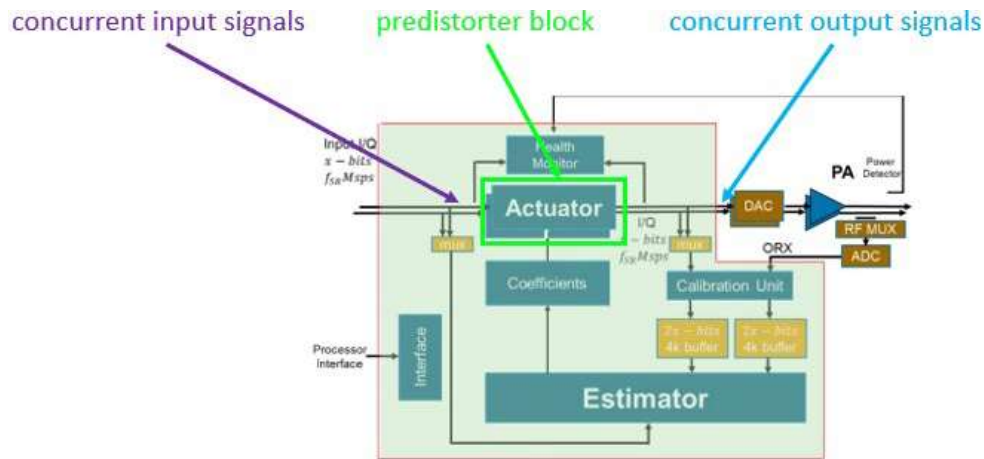 concurrent input signals
predistorter block
concurrent output signals
Input I/Q
x - bits
f_SR Msps
Health
Monitor
PA
Power
Detector
Actuator
DAC
mux
I/Q
- bits
f_SR Msps
mux
RF MUX
ORX
ADC
Coefficients
Calibration Unit
2x - bits
4k buffer
2x - bits
4k buffer
Processor
Interface
Interface
Estimator